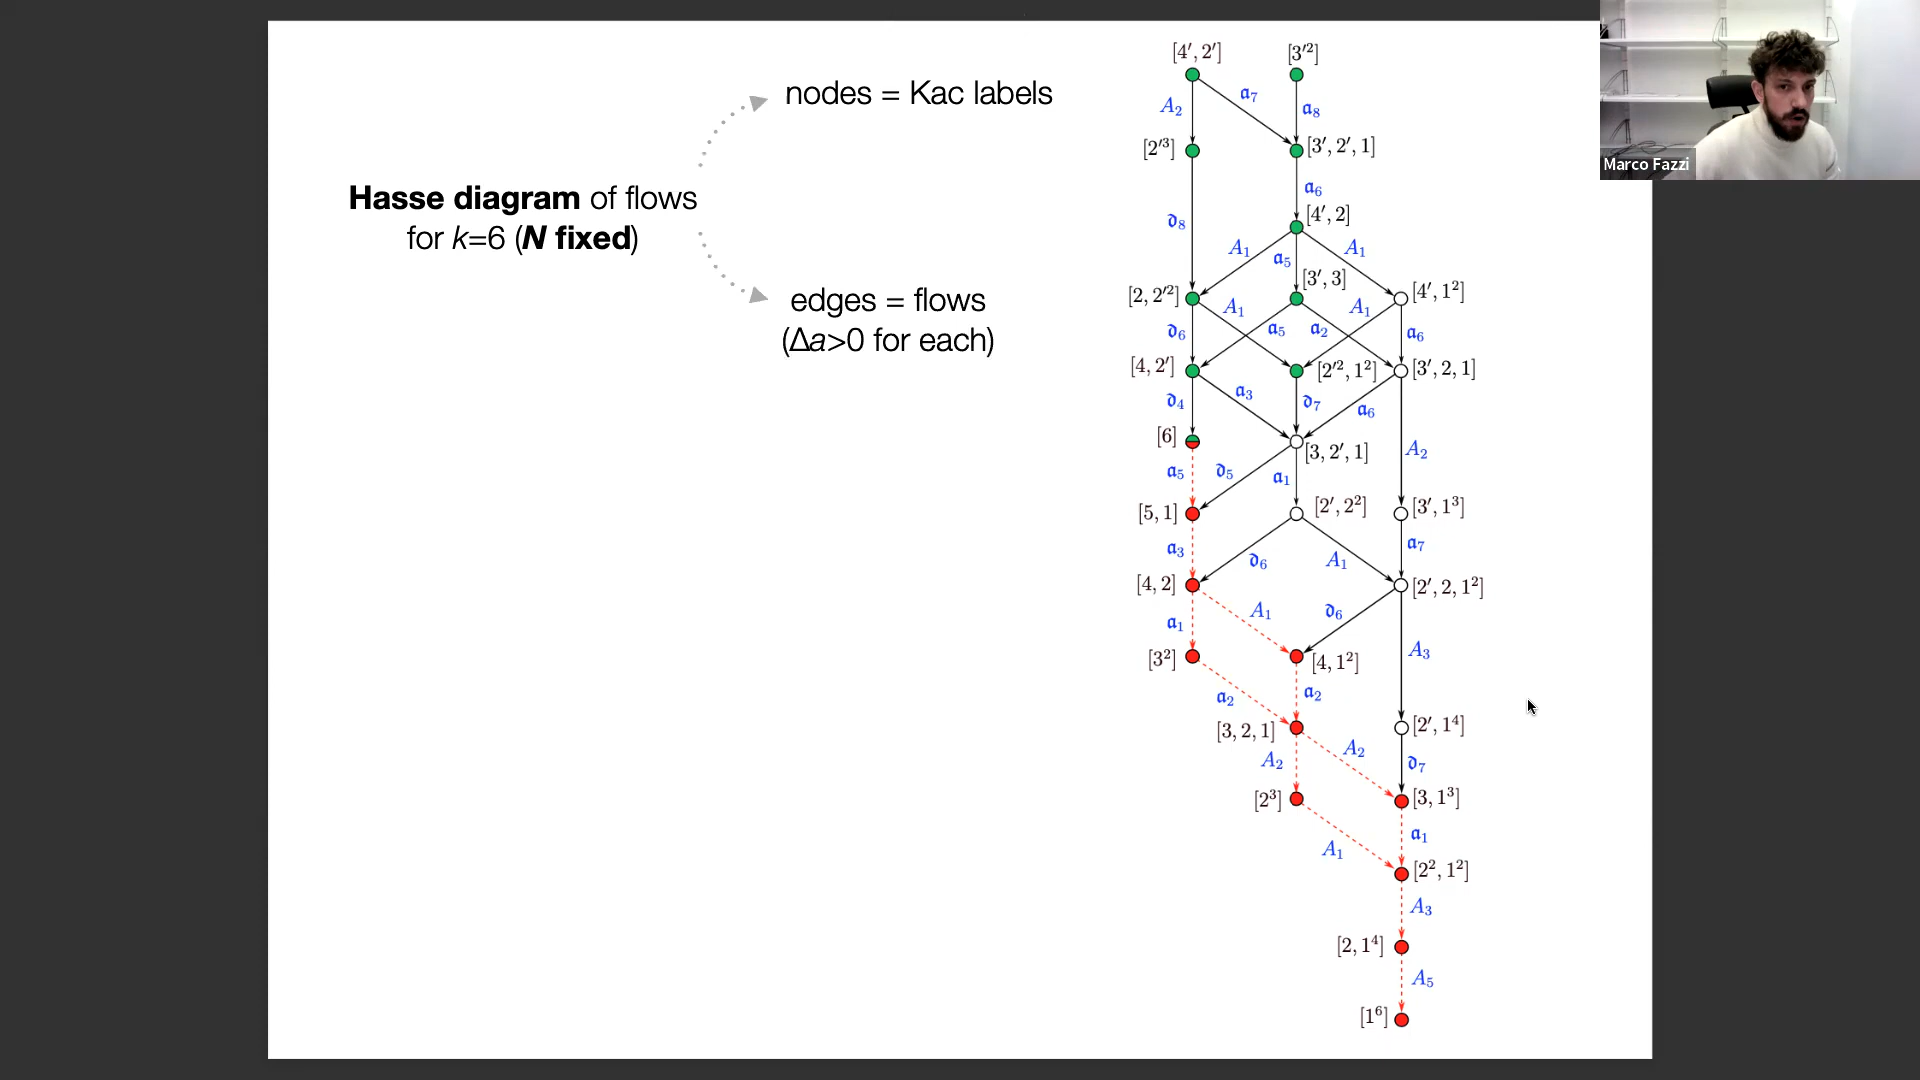 nodes = Kac labels
Hasse diagram of flows
for k=6 (N fixed)
edges = flows
(Δa>0 for each)
Marco Fazzi
[4′, 2′]
[3′²]
A₂
𝔞₇
𝔞₈
[2′³]
[3′, 2′, 1]
𝔞₆
𝔡₈
[4′, 2]
A₁
𝔞₅
A₁
[2, 2′²]
[3′, 3]
[4′, 1²]
𝔡₆
A₁
𝔞₅
𝔞₂
A₁
𝔞₆
[4, 2′]
[2′², 1²]
[3′, 2, 1]
𝔡₄
𝔞₃
𝔡₇
𝔞₆
A₂
[6]
[3, 2′, 1]
𝔞₅
𝔡₅
𝔞₁
[5, 1]
[2′, 2²]
[3′, 1³]
𝔞₃
𝔡₆
A₁
𝔞₇
[4, 2]
[2′, 2, 1²]
𝔞₁
A₁
𝔡₆
A₃
[3²]
[4, 1²]
𝔞₂
𝔞₂
[3, 2, 1]
[2′, 1⁴]
A₂
A₂
𝔡₇
[2³]
[3, 1³]
A₁
𝔞₁
[2², 1²]
A₃
[2, 1⁴]
A₅
[1⁶]